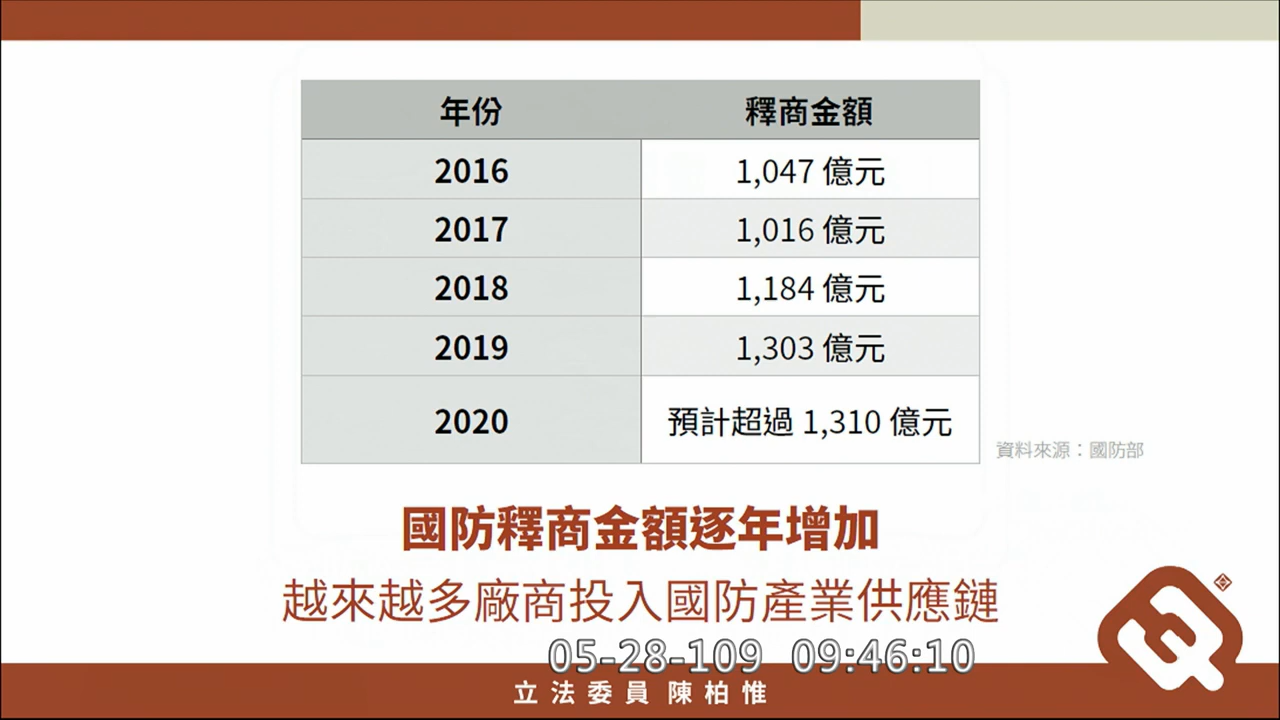 年份 釋商金額
2016 1,047 億元
2017 1,016 億元
2018 1,184 億元
2019 1,303 億元
2020 預計超過 1,310 億元
資料來源：國防部
國防釋商金額逐年增加
越來越多廠商投入國防產業供應鏈
05-28-109 09:46:10
立法委員 陳柏惟